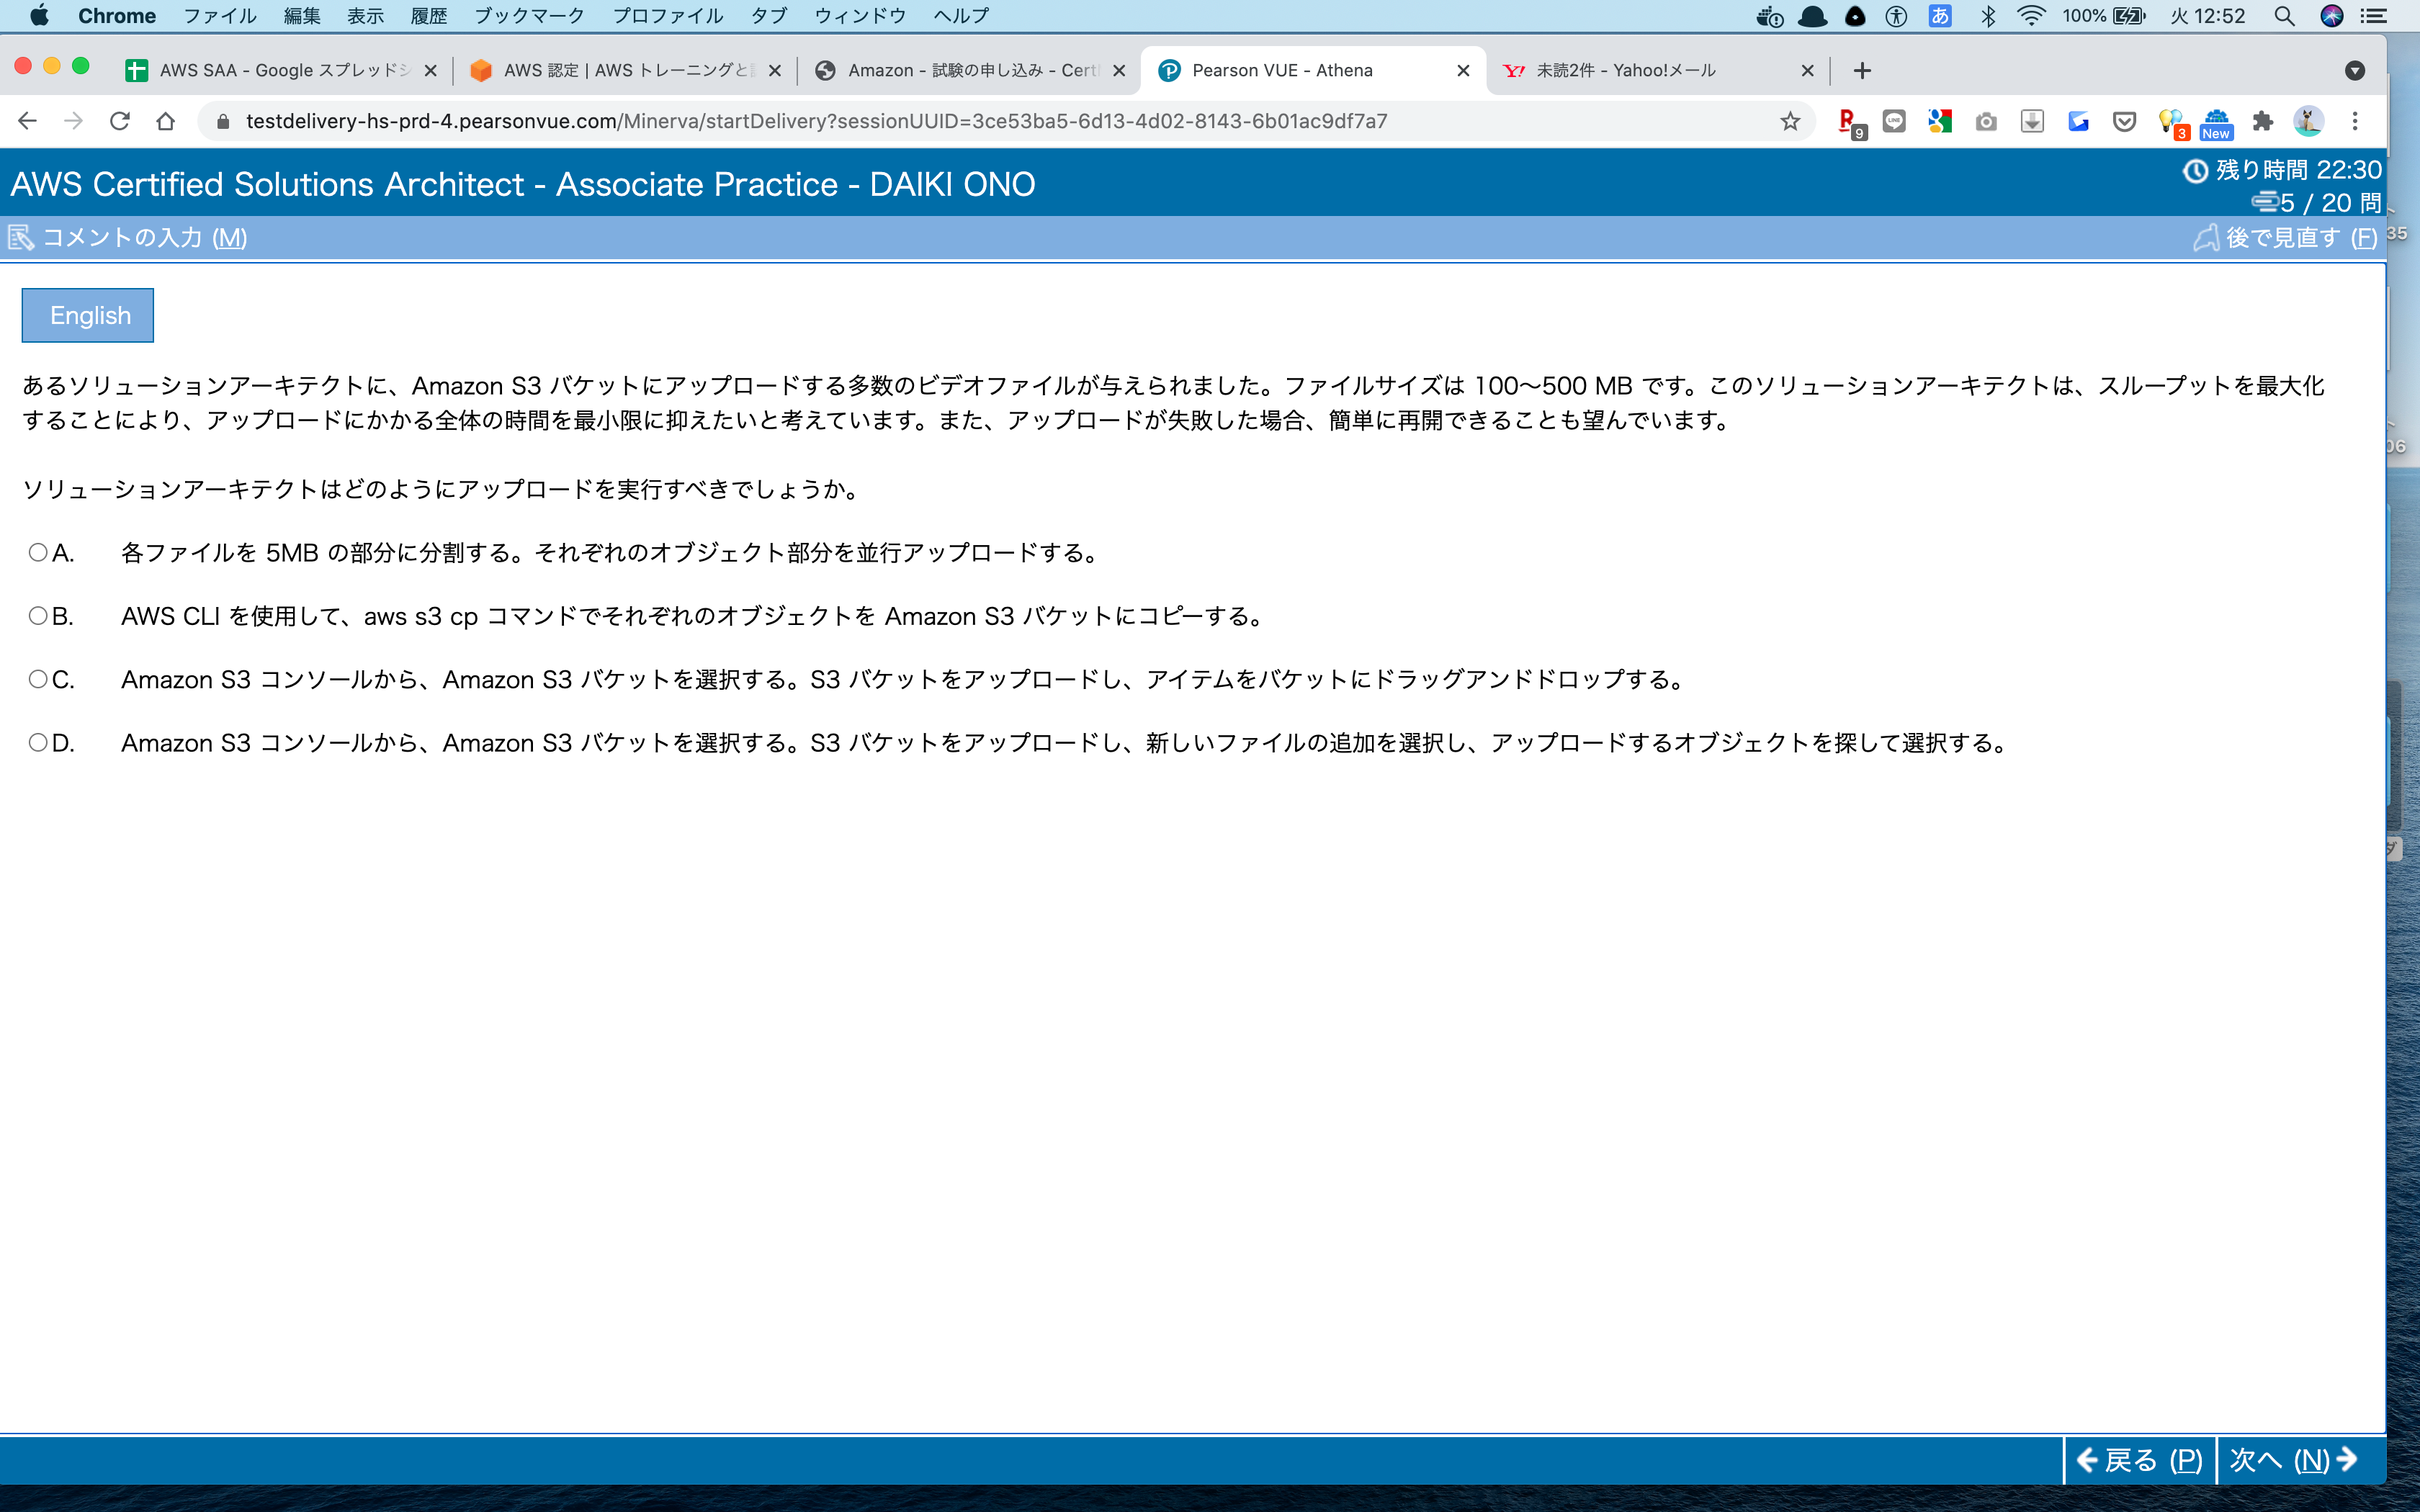 Chrome ファイル 編集 表示 履歴 ブックマーク プロファイル タブ ウィンドウ ヘルプ あ 100% 火 12:52
AWS SAA - Google スプレッドシ AWS 認定 | AWS トレーニングと Amazon - 試験の申し込み - Cert Pearson VUE - Athena Y! 未読2件 - Yahoo!メール
testdelivery-hs-prd-4.pearsonvue.com/Minerva/startDelivery?sessionUUID=3ce53ba5-6d13-4d02-8143-6b01ac9df7a7 R 9 LINE 3 New
AWS Certified Solutions Architect - Associate Practice - DAIKI ONO 残り時間 22:30
5 / 20 問
コメントの入力 (M) 後で見直す (F) 35
English
あるソリューションアーキテクトに、Amazon S3 バケットにアップロードする多数のビデオファイルが与えられました。ファイルサイズは 100〜500 MB です。このソリューションアーキテクトは、スループットを最大化
することにより、アップロードにかかる全体の時間を最小限に抑えたいと考えています。また、アップロードが失敗した場合、簡単に再開できることも望んでいます。
06
ソリューションアーキテクトはどのようにアップロードを実行すべきでしょうか。
A. 各ファイルを 5MB の部分に分割する。それぞれのオブジェクト部分を並行アップロードする。
B. AWS CLI を使用して、aws s3 cp コマンドでそれぞれのオブジェクトを Amazon S3 バケットにコピーする。
C. Amazon S3 コンソールから、Amazon S3 バケットを選択する。S3 バケットをアップロードし、アイテムをバケットにドラッグアンドドロップする。
D. Amazon S3 コンソールから、Amazon S3 バケットを選択する。S3 バケットをアップロードし、新しいファイルの追加を選択し、アップロードするオブジェクトを探して選択する。
ダ
戻る (P) 次へ (N)